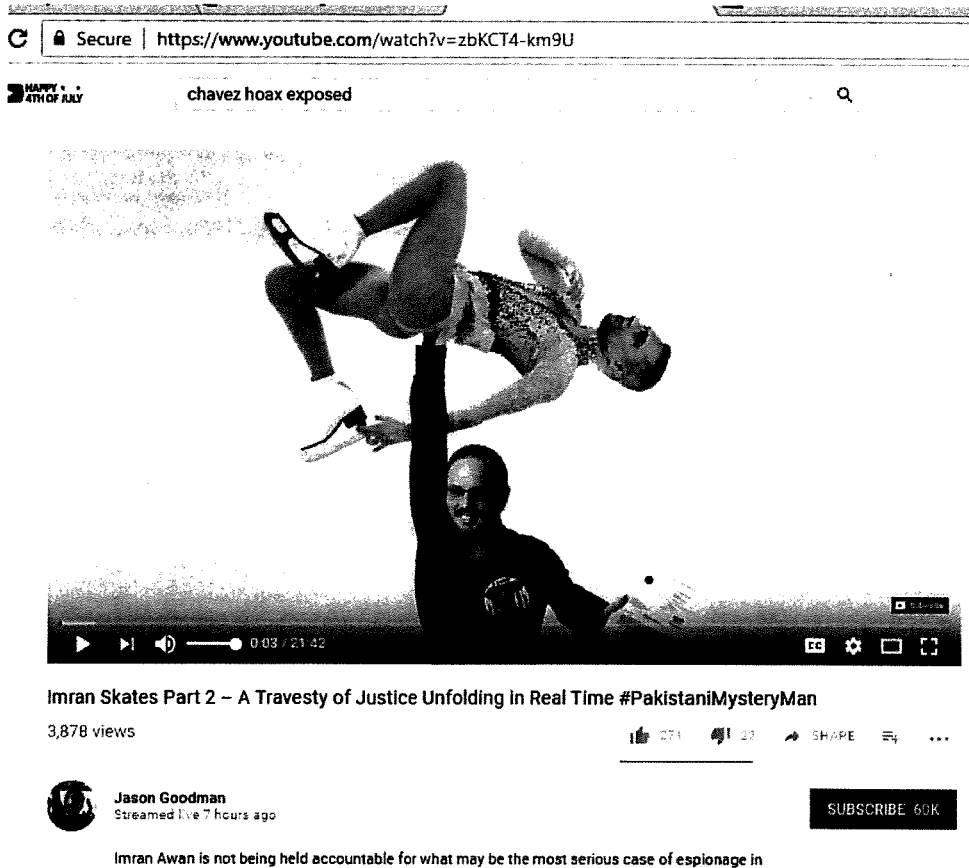 Secure | https://www.youtube.com/watch?v=zbKCT4-km9U
HAPPY
4TH OF JULY
chavez hoax exposed
0:03 / 21:42
CC
Imran Skates Part 2 – A Travesty of Justice Unfolding in Real Time #PakistaniMysteryMan
3,878 views
SHARE
Jason Goodman
Streamed live 7 hours ago
SUBSCRIBE 60K
Imran Awan is not being held accountable for what may be the most serious case of espionage in